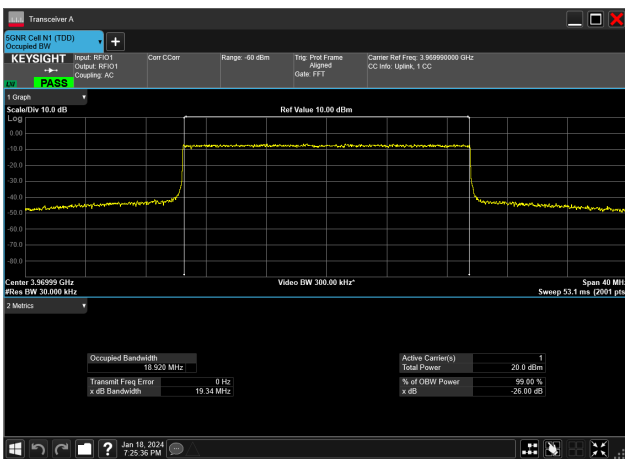 Transceiver A
5GNR Cell N1 (TDD)
Occupied BW
KEYSIGHT Input: RFIO1 Corr CCorr Range: -60 dBm Trig: Prot Frame Carrier Ref Freq: 3.969990000 GHz
Output: RFIO1 Aligned CC Info: Uplink, 1 CC
Coupling: AC Gate: FFT
PASS
1 Graph
Scale/Div 10.0 dB Ref Value 10.00 dBm
Log
0.00
-10.0
-20.0
-30.0
-40.0
-50.0
-60.0
-70.0
-80.0
Center 3.96999 GHz Video BW 300.00 kHz* Span 40 MHz
#Res BW 30.000 kHz Sweep 53.1 ms (2001 pts
2 Metrics
Occupied Bandwidth Active Carrier(s) 1
18.920 MHz Total Power 20.0 dBm
Transmit Freq Error 0 Hz % of OBW Power 99.00 %
x dB Bandwidth 19.34 MHz x dB -26.00 dB
Jan 18, 2024
7:25:36 PM